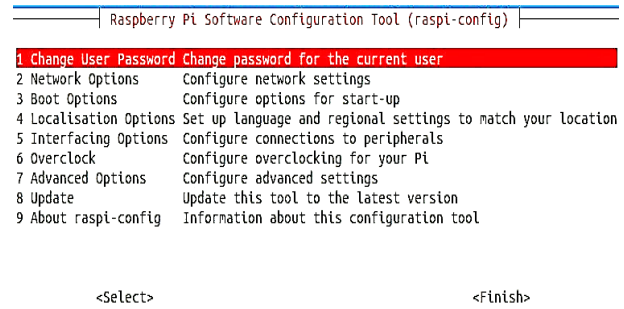 Raspberry Pi Software Configuration Tool (raspi-config)
1 Change User Password Change password for the current user
2 Network Options Configure network settings
3 Boot Options Configure options for start-up
4 Localisation Options Set up language and regional settings to match your location
5 Interfacing Options Configure connections to peripherals
6 Overclock Configure overclocking for your Pi
7 Advanced Options Configure advanced settings
8 Update Update this tool to the latest version
9 About raspi-config Information about this configuration tool
<Select> <Finish>